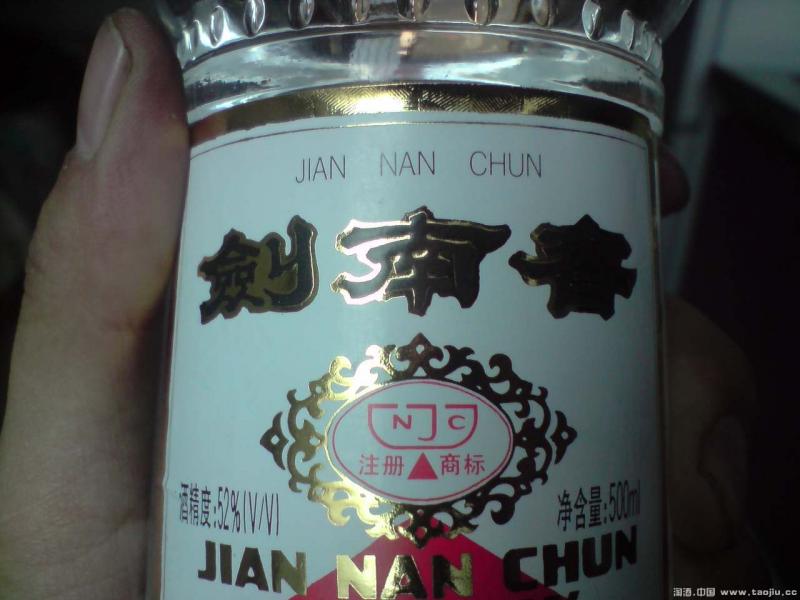 JIAN NAN CHUN
劍南春
NJC
注册 商标
酒精度:52%(V/V)
净含量:500ml
JIAN NAN CHUN
淘酒.中国 www.taojiu.cc